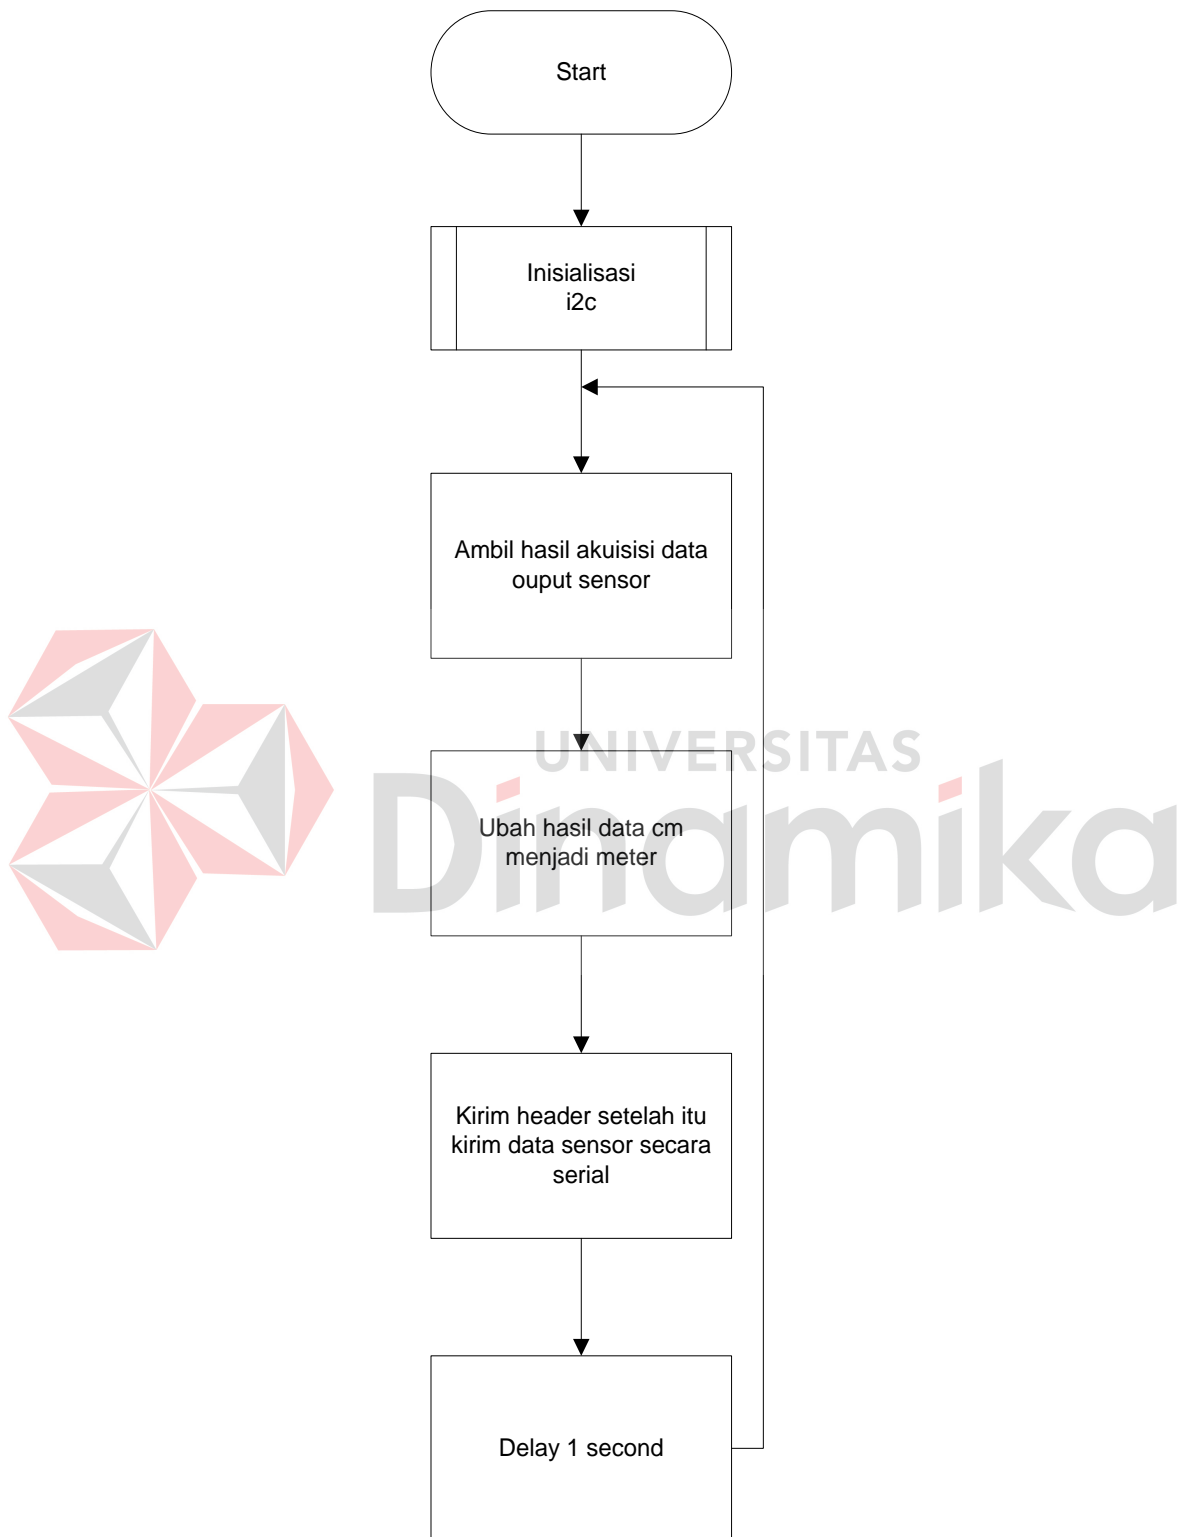 Start
Inisialisasi
i2c
Ambil hasil akuisisi data
ouput sensor
UNIVERSITAS
Dinamika
Ubah hasil data cm
menjadi meter
Kirim header setelah itu
kirim data sensor secara
serial
Delay 1 second